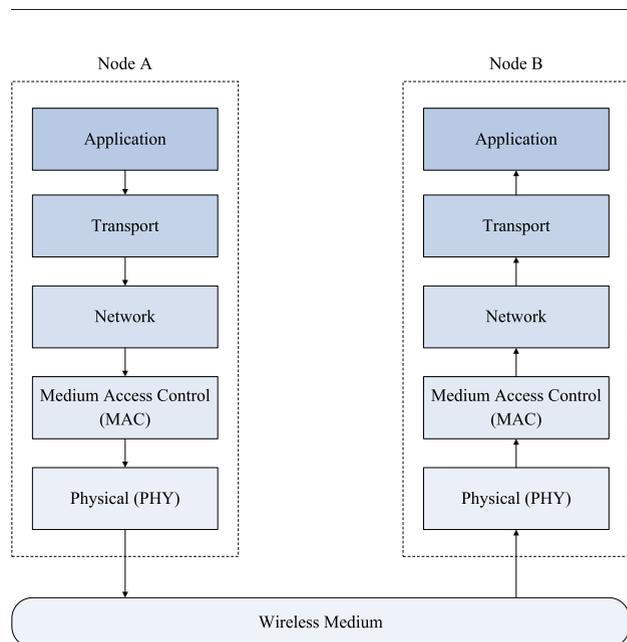 Node A
Application
Transport
Network
Medium Access Control
(MAC)
Physical (PHY)
Node B
Application
Transport
Network
Medium Access Control
(MAC)
Physical (PHY)
Wireless Medium